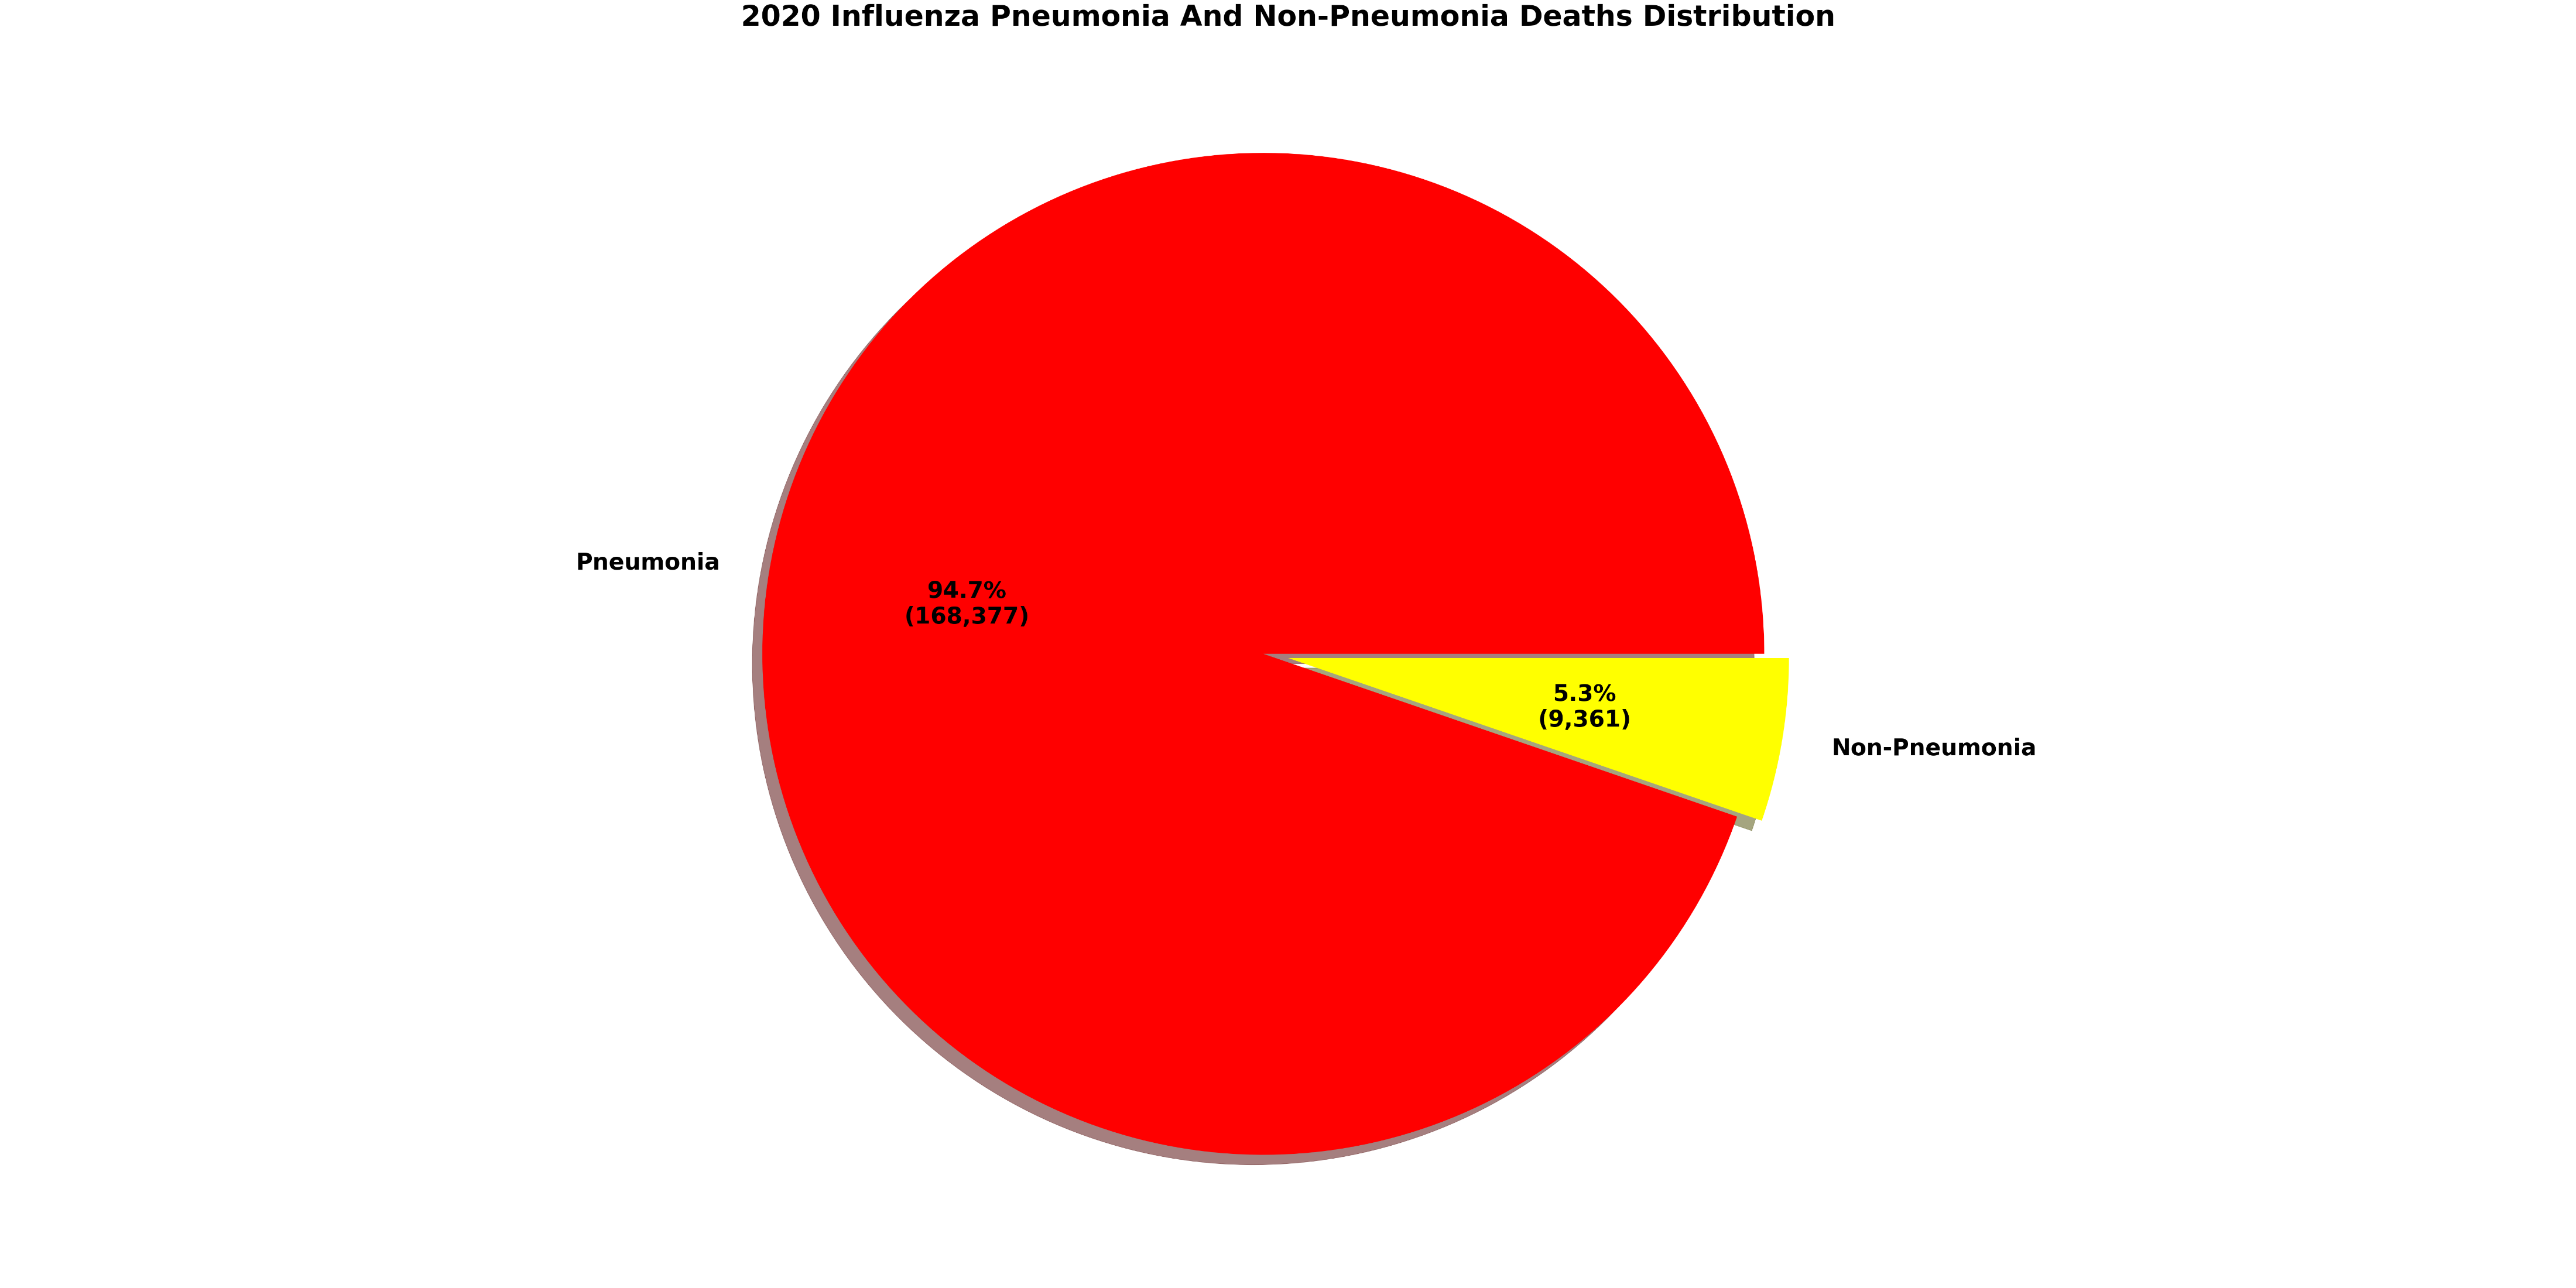 2020 Influenza Pneumonia And Non-Pneumonia Deaths Distribution
Pneumonia
94.7%
(168,377)
5.3%
(9,361)
Non-Pneumonia